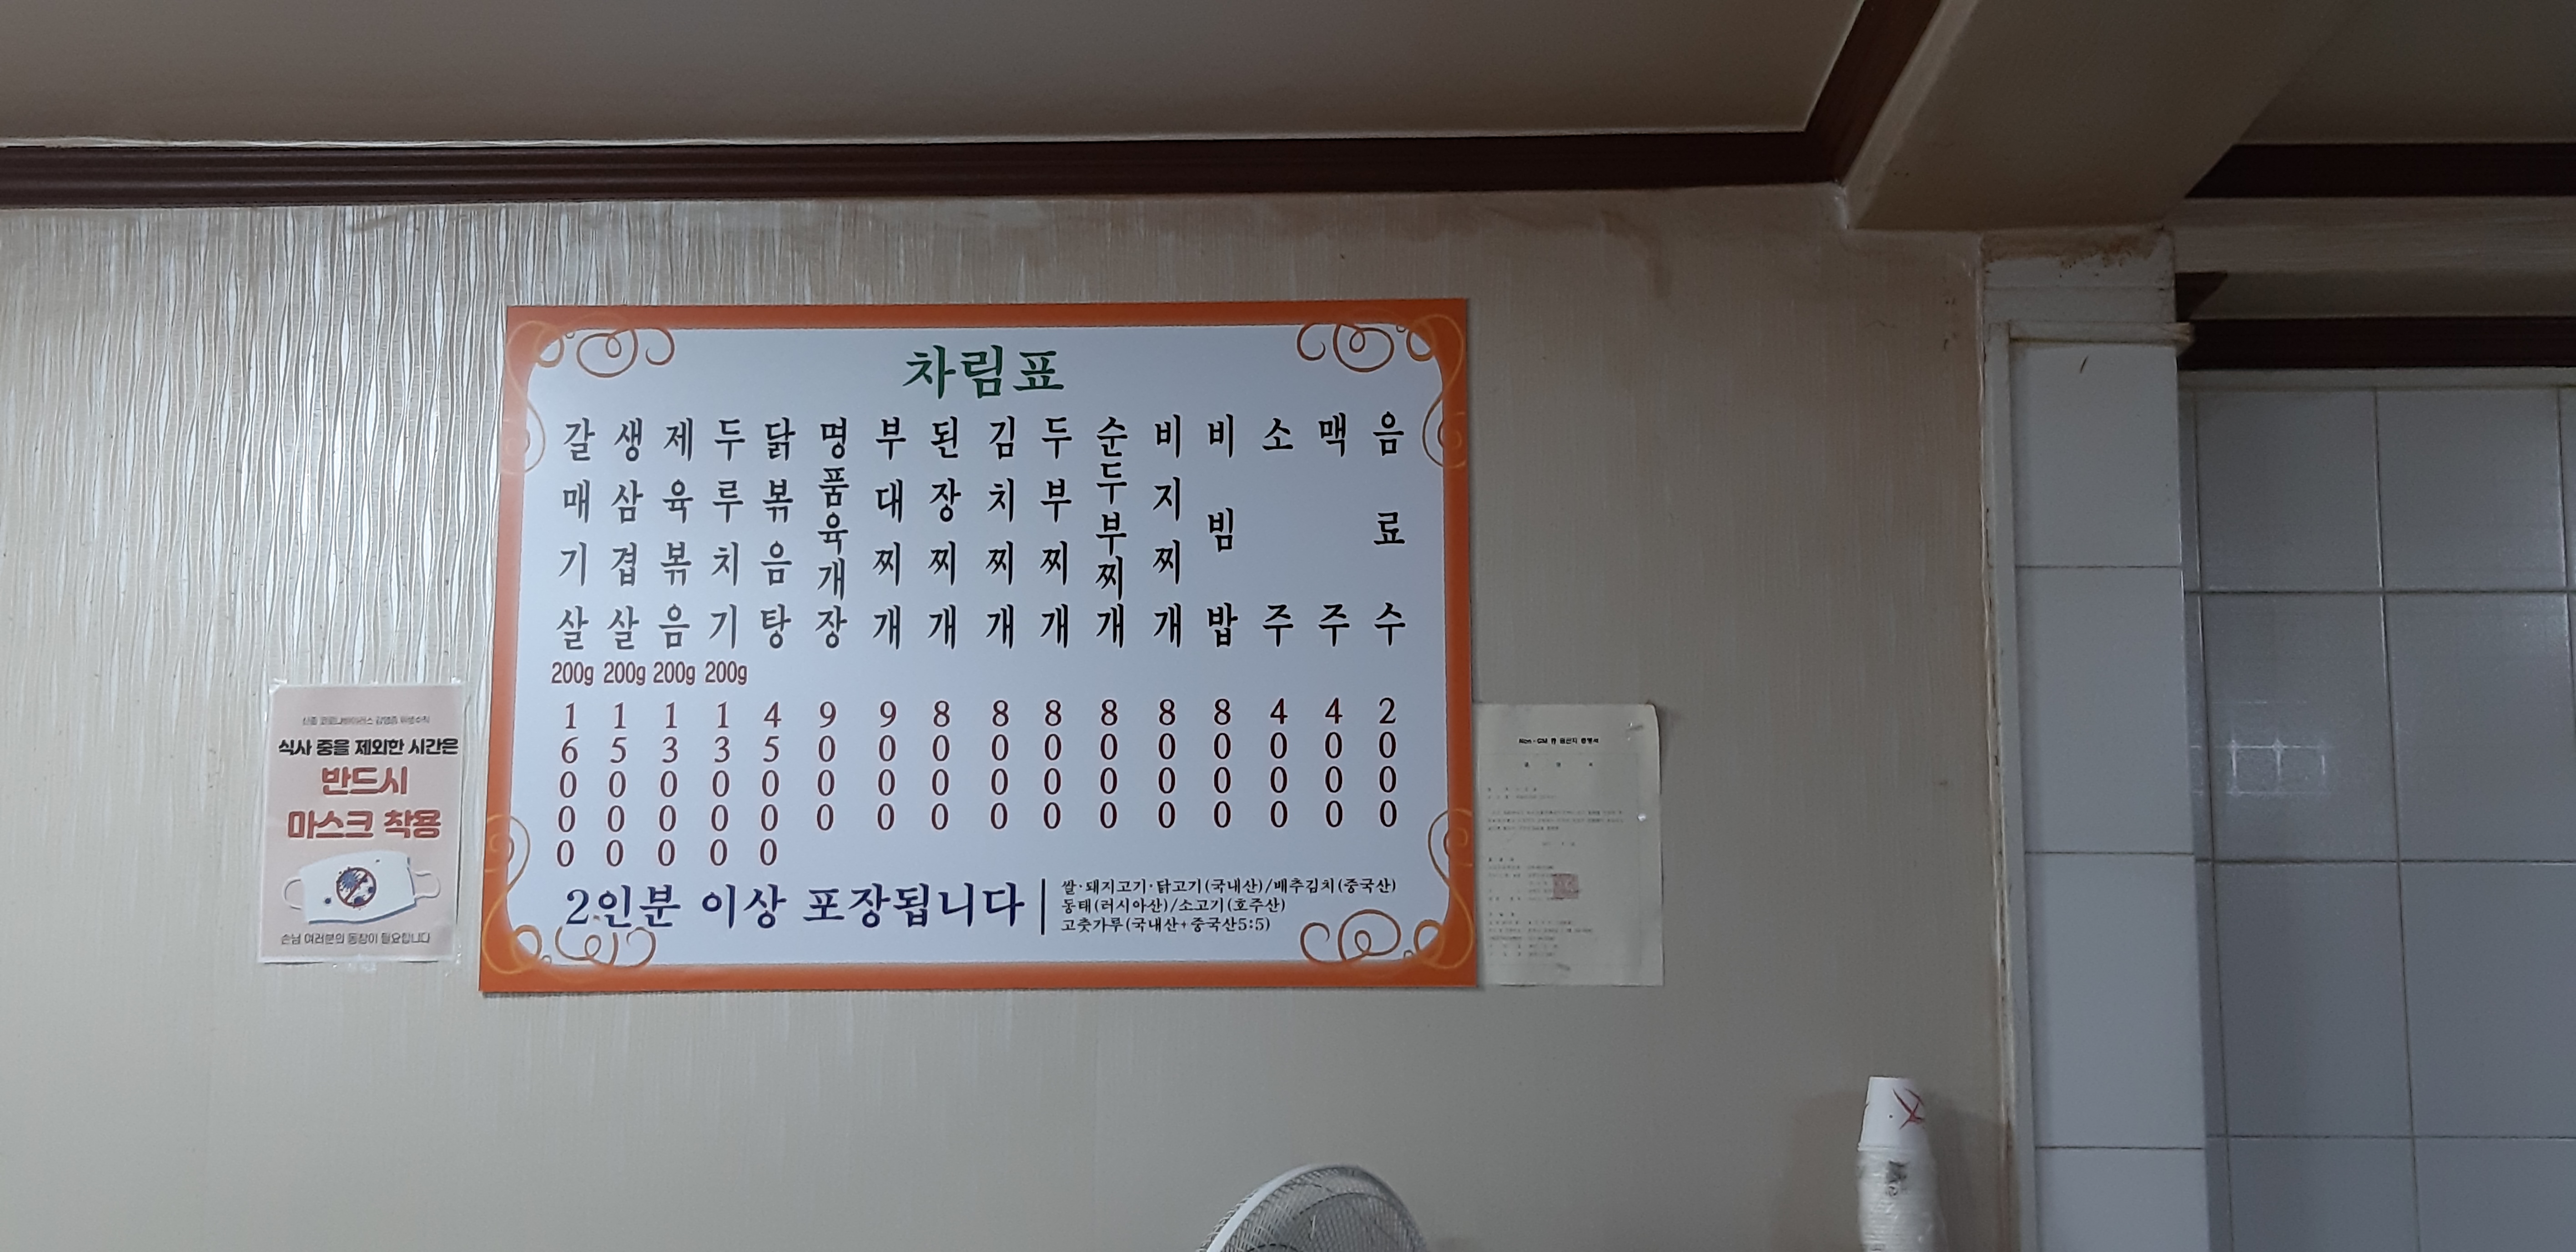 차림표
갈매기살 200g 16000
생삼겹살 200g 15000
제육볶음 200g 13000
두루치기 200g 13000
닭볶음탕 45000
명품육개장 9000
부대찌개 9000
된장찌개 8000
김치찌개 8000
두부찌개 8000
순두부찌개 8000
비지찌개 8000
비빔밥 8000
소주 4000
맥주 4000
음료수 2000
2인분 이상 포장됩니다
쌀·돼지고기·닭고기(국내산)/배추김치(중국산)
동태(러시아산)/소고기(호주산)
고춧가루(국내산+중국산5:5)
식사 중을 제외한 시간은
반드시
마스크 착용
손님 여러분의 동참이 필요합니다